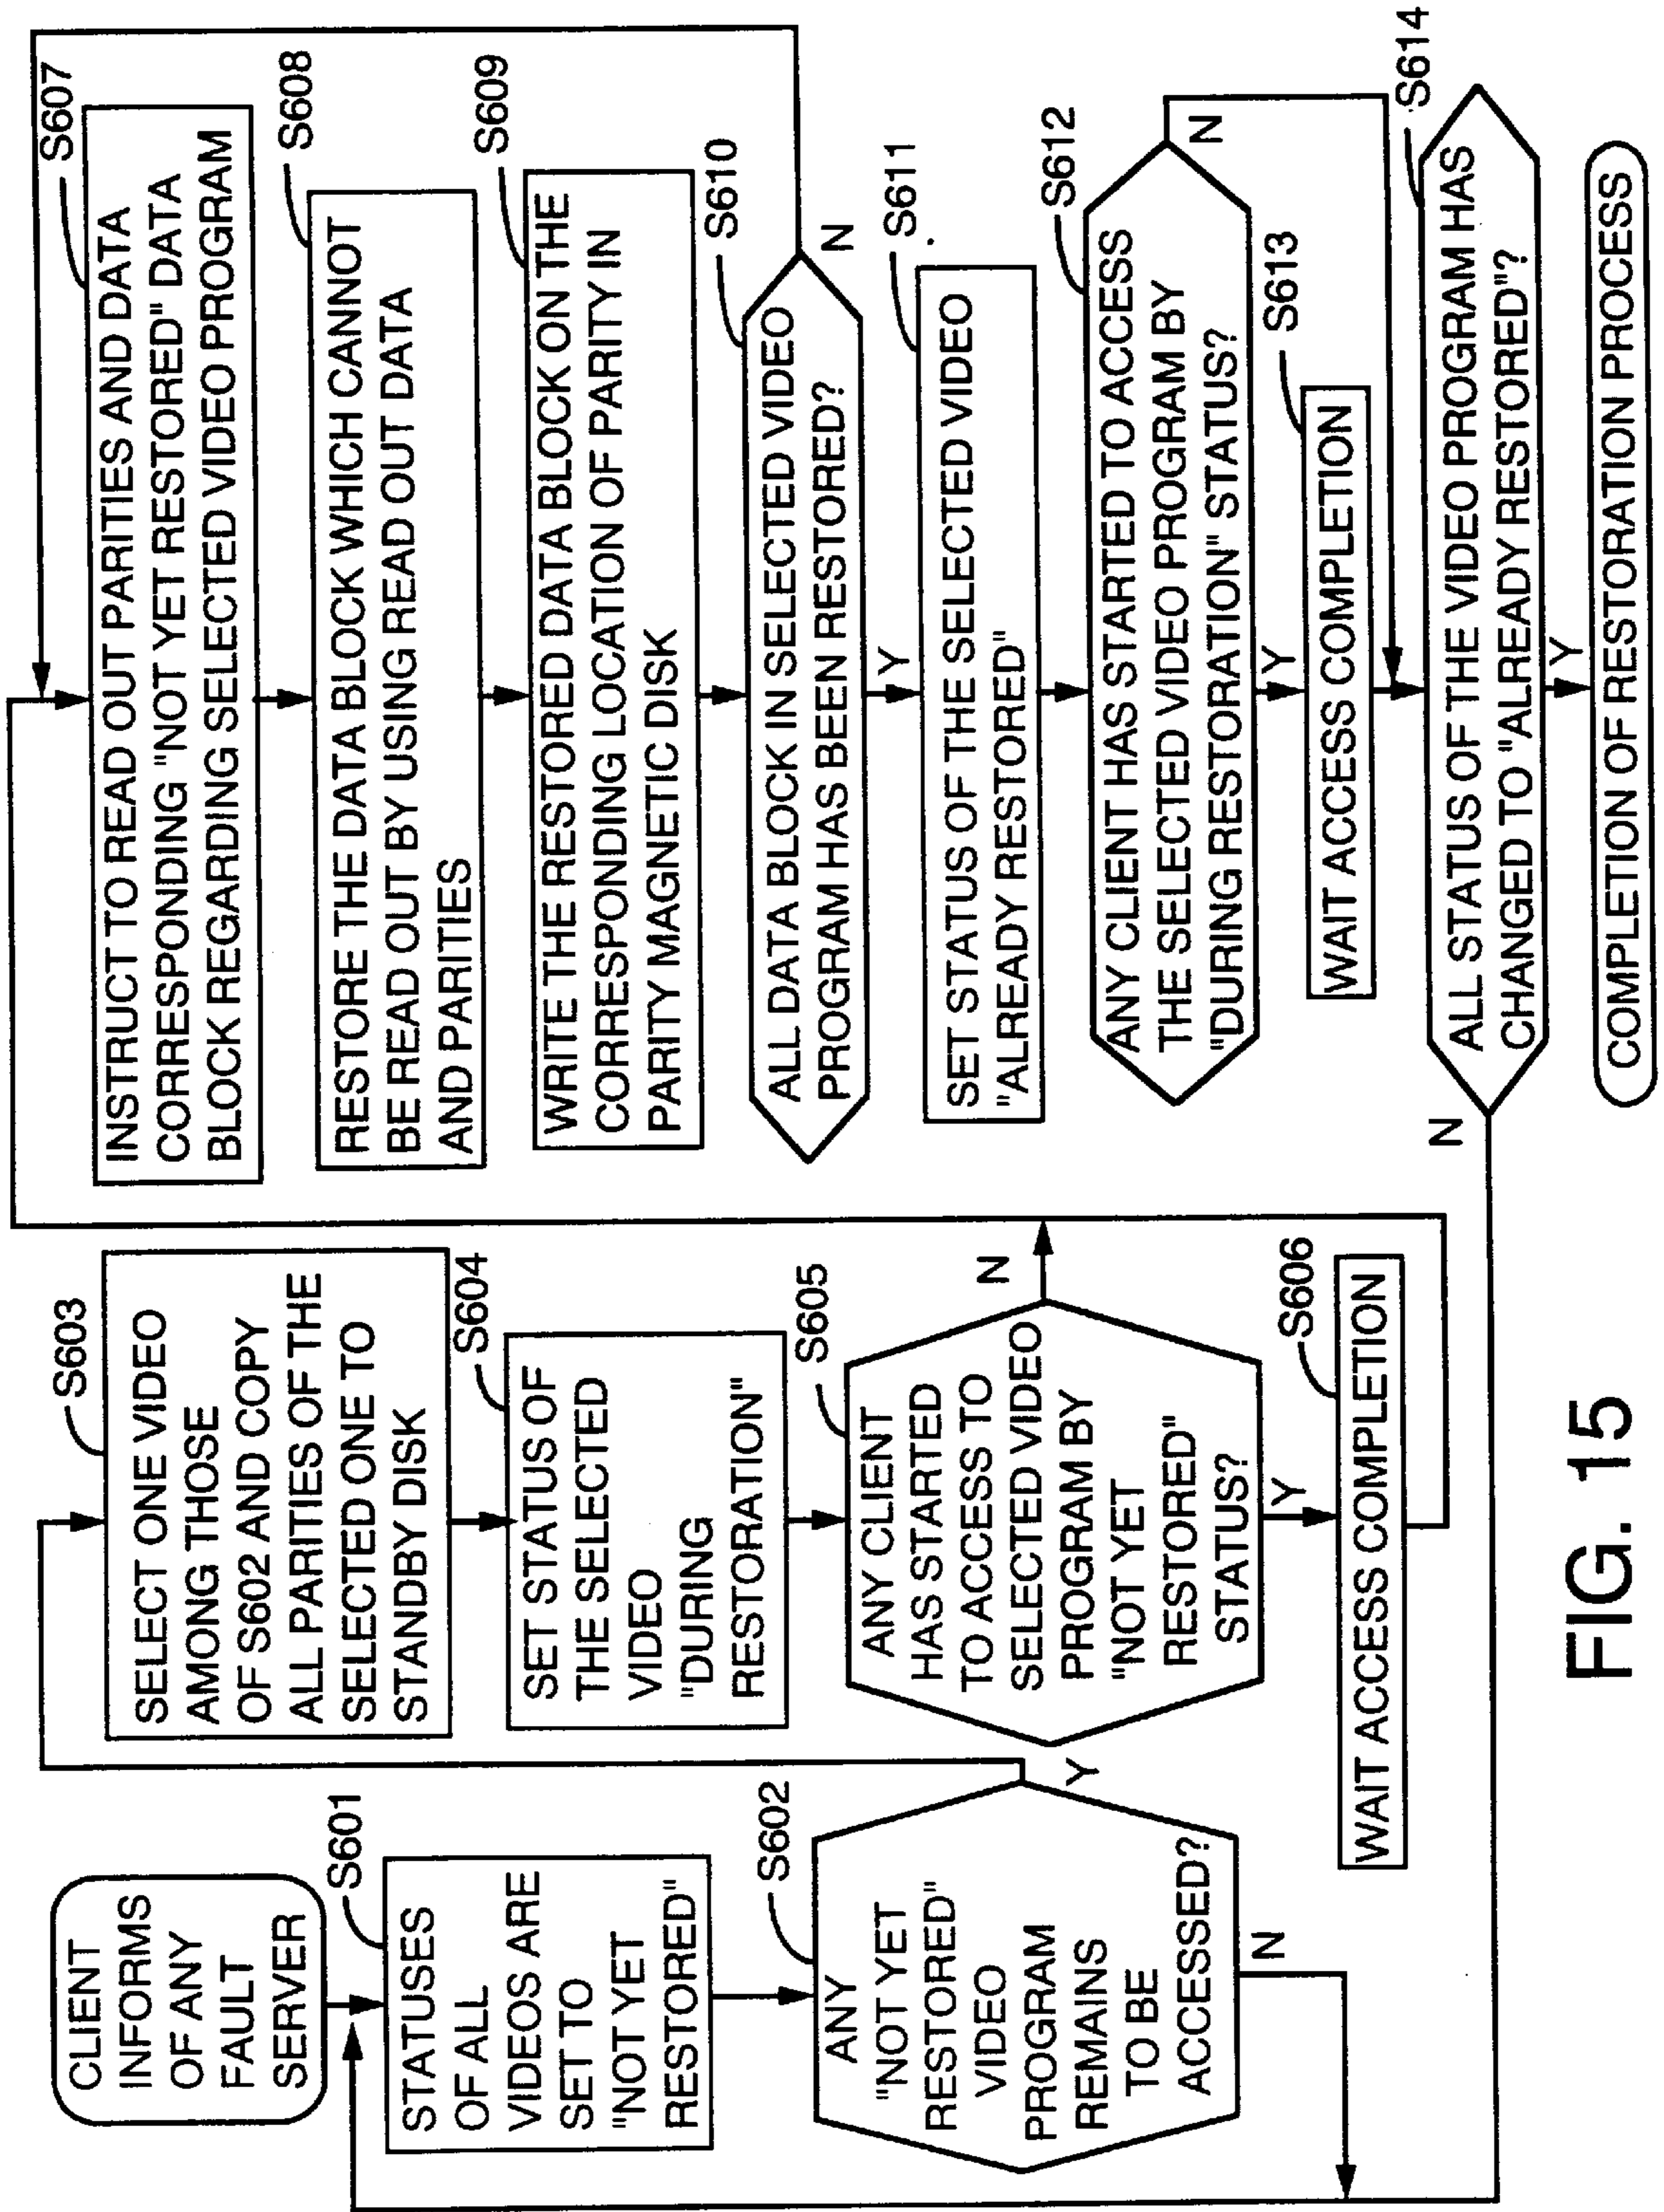 CLIENT
INFORMS
OF ANY
FAULT
SERVER
S601
STATUSES
OF ALL
VIDEOS ARE
SET TO
"NOT YET
RESTORED"
S602
ANY
"NOT YET
RESTORED"
VIDEO
PROGRAM
REMAINS
TO BE
ACCESSED?
Y
N
S603
SELECT ONE VIDEO
AMONG THOSE
OF S602 AND COPY
ALL PARITIES OF THE
SELECTED ONE TO
STANDBY DISK
S604
SET STATUS OF
THE SELECTED
VIDEO
"DURING
RESTORATION"
S605
ANY CLIENT
HAS STARTED
TO ACCESS TO
SELECTED VIDEO
PROGRAM BY
"NOT YET
RESTORED"
STATUS?
N
Y
S606
WAIT ACCESS COMPLETION
S607
INSTRUCT TO READ OUT PARITIES AND DATA
CORRESPONDING "NOT YET RESTORED" DATA
BLOCK REGARDING SELECTED VIDEO PROGRAM
S608
RESTORE THE DATA BLOCK WHICH CANNOT
BE READ OUT BY USING READ OUT DATA
AND PARITIES
S609
WRITE THE RESTORED DATA BLOCK ON THE
CORRESPONDING LOCATION OF PARITY IN
PARITY MAGNETIC DISK
S610
ALL DATA BLOCK IN SELECTED VIDEO
PROGRAM HAS BEEN RESTORED?
N
Y
S611
SET STATUS OF THE SELECTED VIDEO
"ALREADY RESTORED"
S612
ANY CLIENT HAS STARTED TO ACCESS
THE SELECTED VIDEO PROGRAM BY
"DURING RESTORATION" STATUS?
N
Y
S613
WAIT ACCESS COMPLETION
S614
ALL STATUS OF THE VIDEO PROGRAM HAS
CHANGED TO "ALREADY RESTORED"?
N
Y
COMPLETION OF RESTORATION PROCESS
FIG. 15